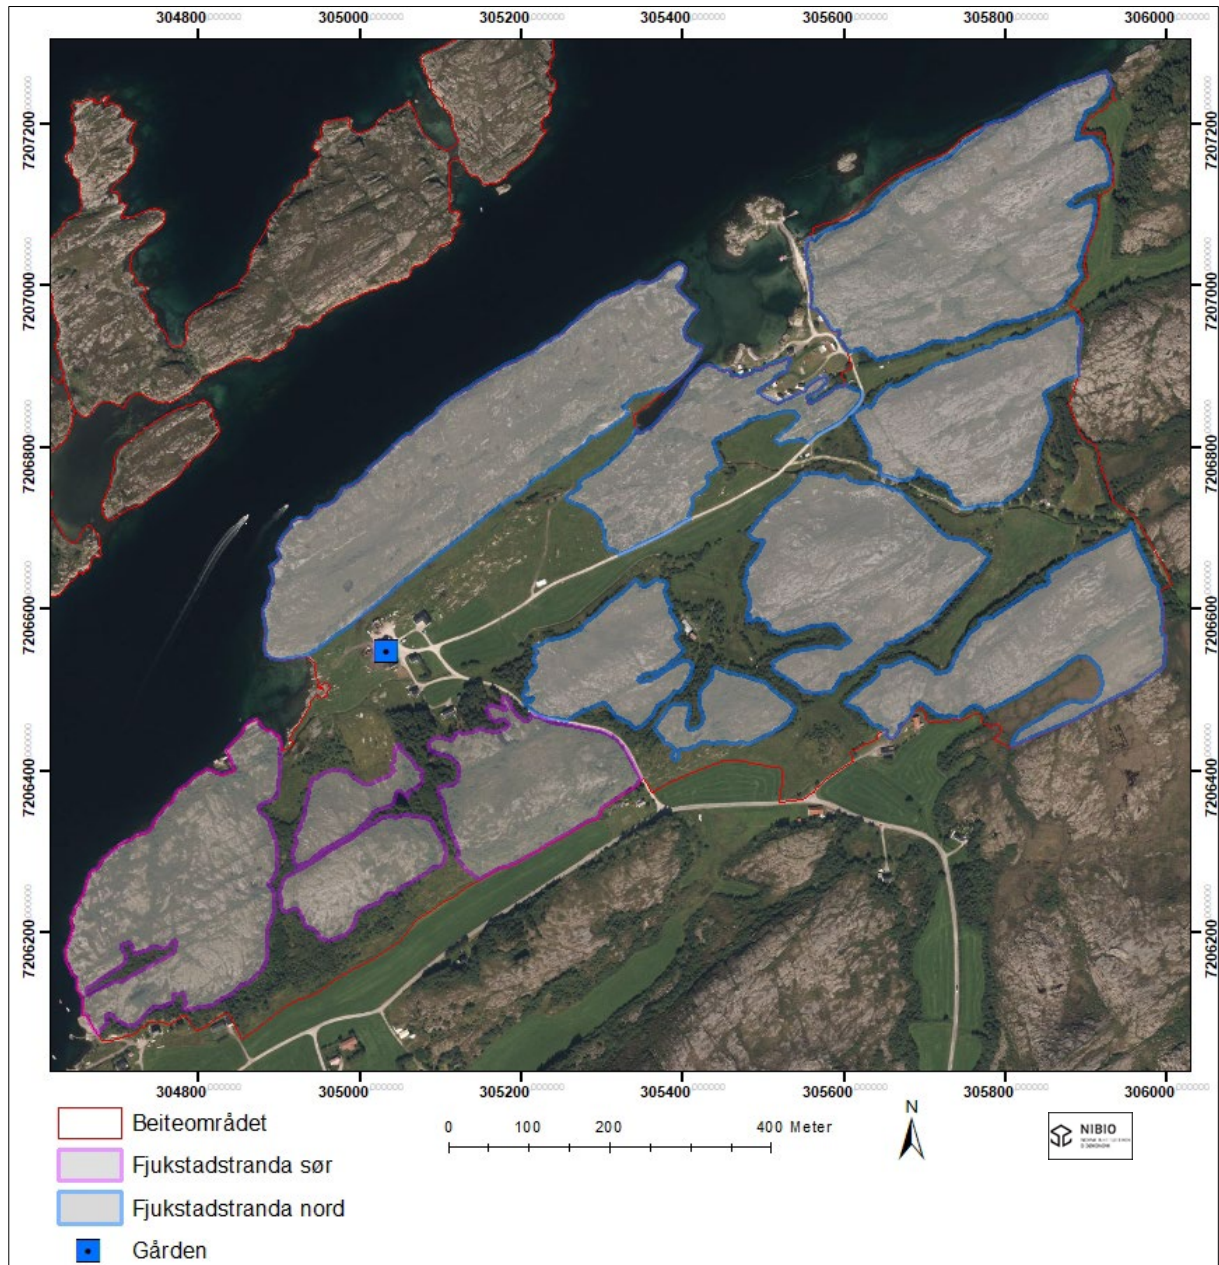 304800 305000 305200 305400 305600 305800 306000
7207200 7207200
7207000 7207000
7206800 7206800
7206600 7206600
7206400 7206400
7206200 7206200
304800 305000 305200 305400 305600 305800 306000
Beiteområdet
Fjukstadstranda sør
Fjukstadstranda nord
Gården
0 100 200 400 Meter
N
NIBIO